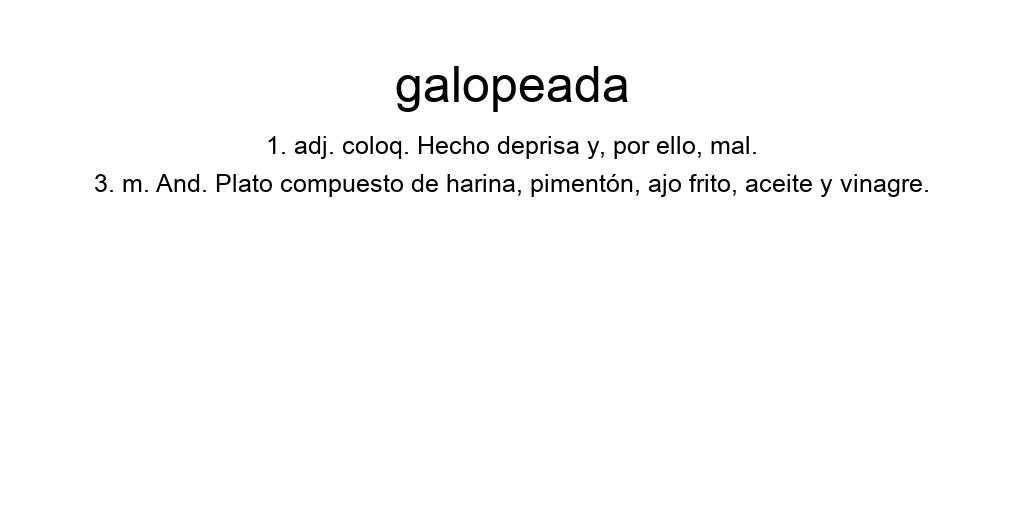 galopeada
1. adj. coloq. Hecho deprisa y, por ello, mal.
3. m. And. Plato compuesto de harina, pimentón, ajo frito, aceite y vinagre.